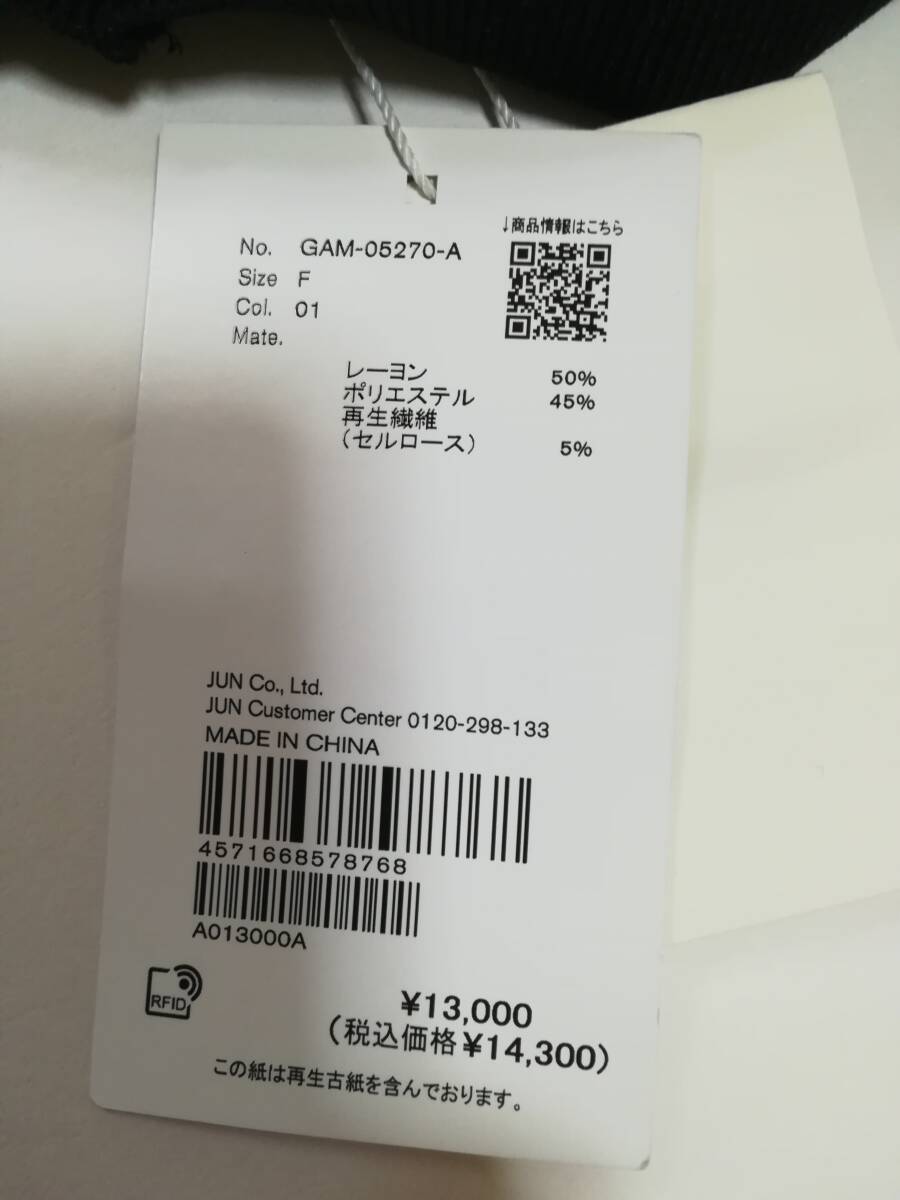 ↓商品情報はこちら
No. GAM-05270-A
Size F
Col. 01
Mate.
レーヨン 50%
ポリエステル 45%
再生繊維
(セルロース) 5%
JUN Co., Ltd.
JUN Customer Center 0120-298-133
MADE IN CHINA
4571668578768
A013000A
RFID
¥13,000
(税込価格¥14,300)
この紙は再生古紙を含んでおります。